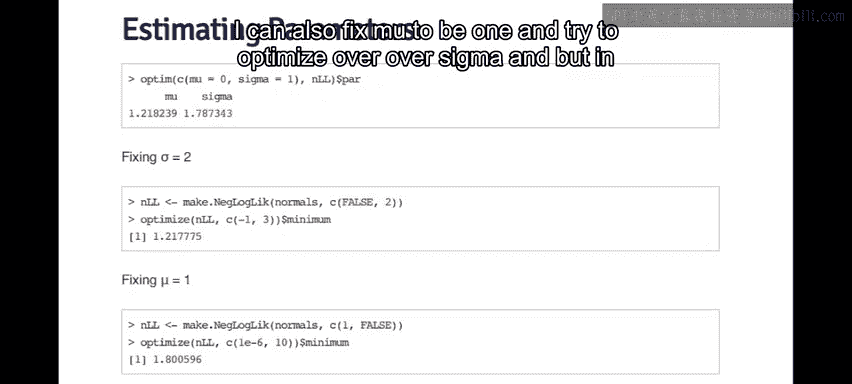 Estimating Parameters
I can also fix mu to be one and try to
optimize over over sigma and but in
> optim(c(mu = 0, sigma = 1), nLL)$par
mu sigma
1.218239 1.787343
Fixing σ = 2
> nLL <- make.NegLogLik(normals, c(FALSE, 2))
> optimize(nLL, c(-1, 3))$minimum
[1] 1.217775
Fixing μ = 1
> nLL <- make.NegLogLik(normals, c(1, FALSE))
> optimize(nLL, c(1e-6, 10))$minimum
[1] 1.800596